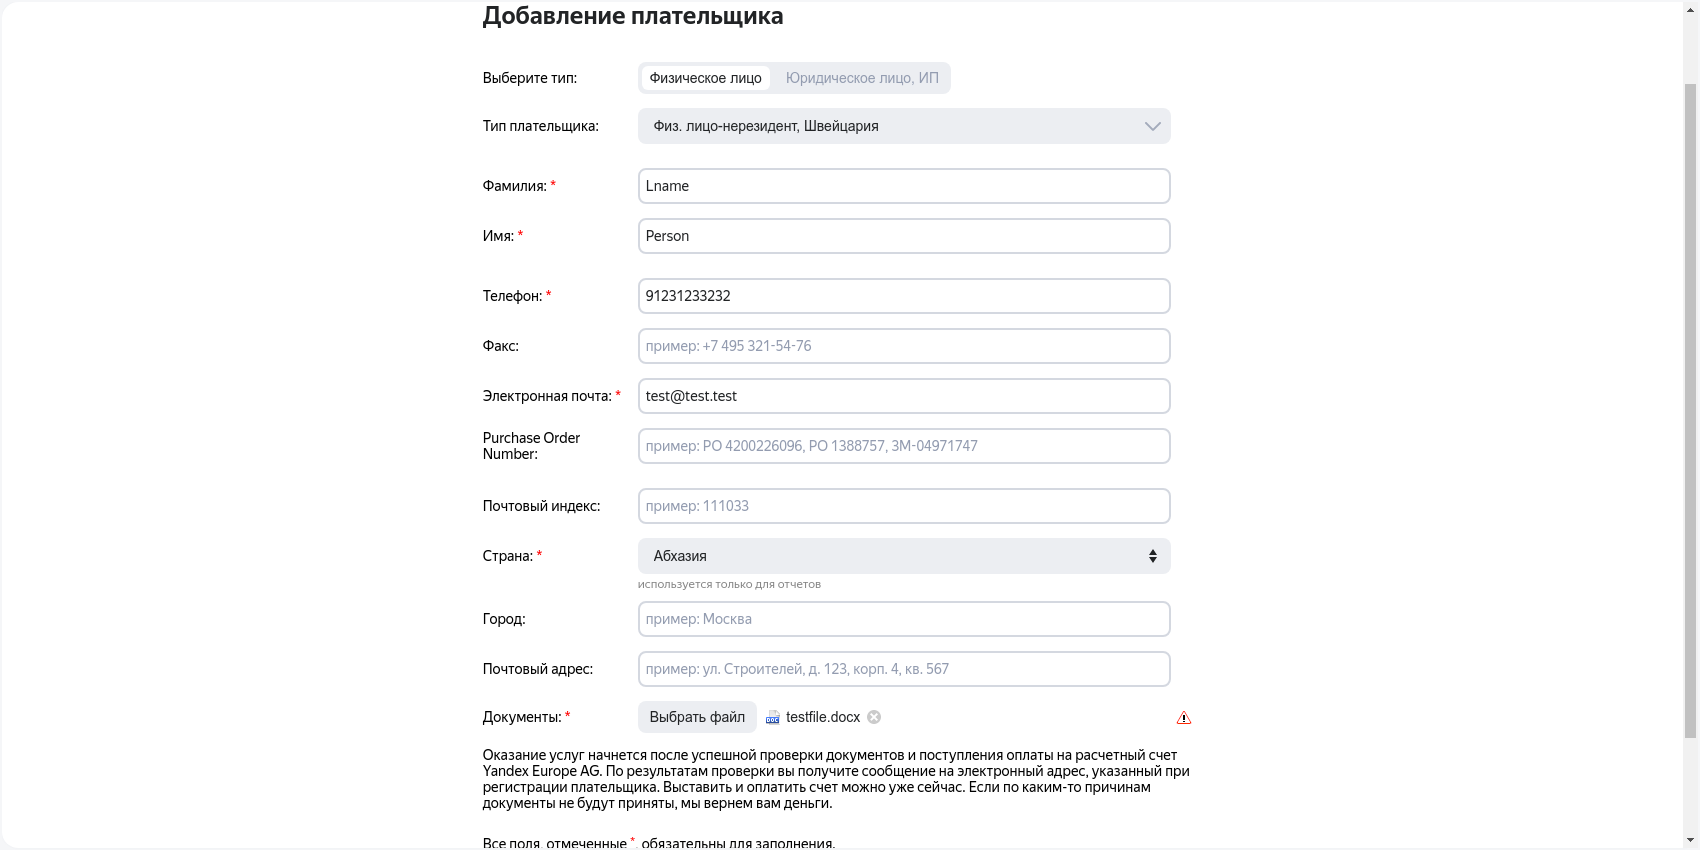 Добавление плательщика
Выберите тип: Физическое лицо Юридическое лицо, ИП
Тип плательщика: Физ. лицо-нерезидент, Швейцария
Фамилия: * Lname
Имя: * Person
Телефон: * 91231233232
Факс: пример: +7 495 321-54-76
Электронная почта: * test@test.test
Purchase Order
Number: пример: PO 4200226096, PO 1388757, 3M-04971747
Почтовый индекс: пример: 111033
Страна: * Абхазия
используется только для отчетов
Город: пример: Москва
Почтовый адрес: пример: ул. Строителей, д. 123, корп. 4, кв. 567
Документы: * Выбрать файл DOC testfile.docx
Оказание услуг начнется после успешной проверки документов и поступления оплаты на расчетный счет
Yandex Europe AG. По результатам проверки вы получите сообщение на электронный адрес, указанный при
регистрации плательщика. Выставить и оплатить счет можно уже сейчас. Если по каким-то причинам
документы не будут приняты, мы вернем вам деньги.
Все поля, отмеченные *, обязательны для заполнения.